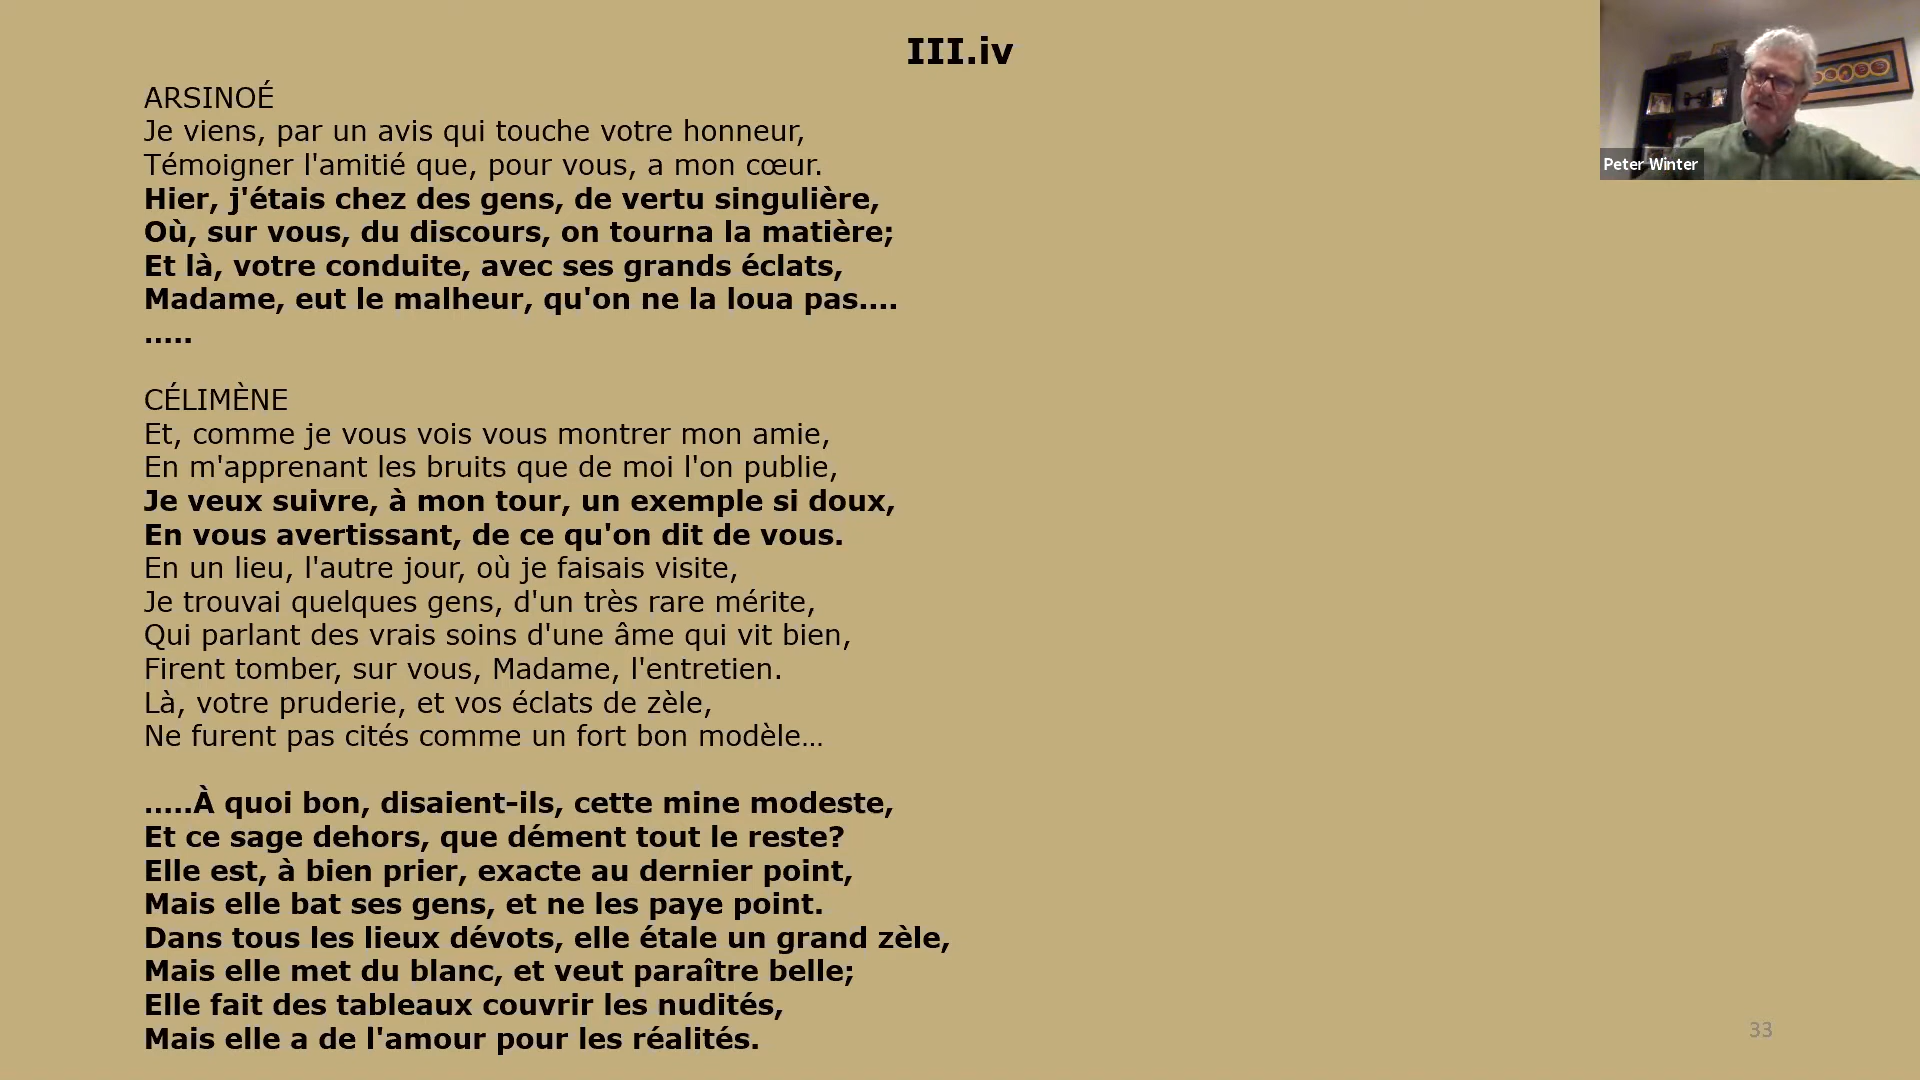 III.iv
Peter Winter
ARSINOÉ
Je viens, par un avis qui touche votre honneur,
Témoigner l'amitié que, pour vous, a mon cœur.
Hier, j'étais chez des gens, de vertu singulière,
Où, sur vous, du discours, on tourna la matière;
Et là, votre conduite, avec ses grands éclats,
Madame, eut le malheur, qu'on ne la loua pas....
.....
CÉLIMÈNE
Et, comme je vous vois vous montrer mon amie,
En m'apprenant les bruits que de moi l'on publie,
Je veux suivre, à mon tour, un exemple si doux,
En vous avertissant, de ce qu'on dit de vous.
En un lieu, l'autre jour, où je faisais visite,
Je trouvai quelques gens, d'un très rare mérite,
Qui parlant des vrais soins d'une âme qui vit bien,
Firent tomber, sur vous, Madame, l'entretien.
Là, votre pruderie, et vos éclats de zèle,
Ne furent pas cités comme un fort bon modèle…
.....À quoi bon, disaient-ils, cette mine modeste,
Et ce sage dehors, que dément tout le reste?
Elle est, à bien prier, exacte au dernier point,
Mais elle bat ses gens, et ne les paye point.
Dans tous les lieux dévots, elle étale un grand zèle,
Mais elle met du blanc, et veut paraître belle;
Elle fait des tableaux couvrir les nudités,
Mais elle a de l'amour pour les réalités.
33